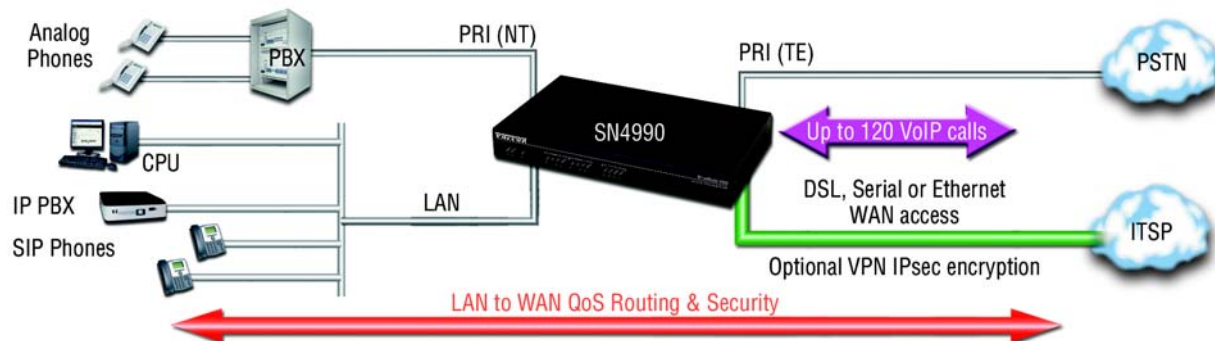 Analog
Phones
PBX
PRI (NT)
PRI (TE)
PSTN
SN4990
Up to 120 VoIP calls
CPU
IP PBX
LAN
DSL, Serial or Ethernet
WAN access
SIP Phones
ITSP
Optional VPN IPsec encryption
LAN to WAN QoS Routing & Security